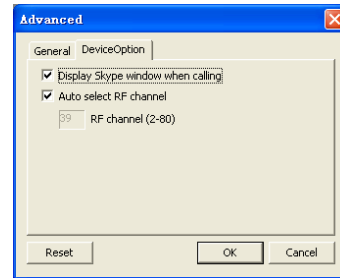 Advanced
General DeviceOption
Display Skype window when calling
Auto select RF channel
39 RF channel (2-80)
Reset OK Cancel